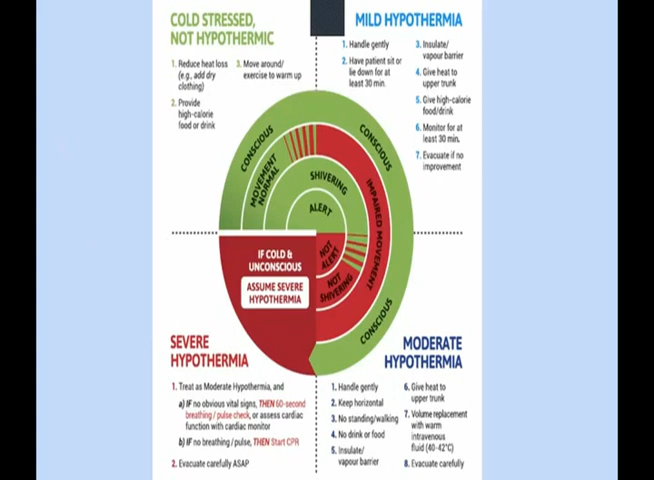 COLD STRESSED,
NOT HYPOTHERMIC
1. Reduce heat loss
(e.g., add dry
clothing)
2. Provide
high-calorie
food or drink
3. Move around/
exercise to warm up
MILD HYPOTHERMIA
1. Handle gently
2. Have patient sit or
lie down for at
least 30 min.
3. Insulate/
vapour barrier
4. Give heat to
upper trunk
5. Give high-calorie
food/drink
6. Monitor for at
least 30 min.
7. Evacuate if no
improvement
CONSCIOUS
MOVEMENT
NORMAL
SHIVERING
ALERT
CONSCIOUS
IMPAIRED MOVEMENT
NOT
ALERT
NOT
SHIVERING
CONSCIOUS
IF COLD &
UNCONSCIOUS
ASSUME SEVERE
HYPOTHERMIA
SEVERE
HYPOTHERMIA
1. Treat as Moderate Hypothermia, and
a) IF no obvious vital signs, THEN 60-second
breathing / pulse check, or assess cardiac
function with cardiac monitor
b) IF no breathing / pulse, THEN Start CPR
2. Evacuate carefully ASAP
MODERATE
HYPOTHERMIA
1. Handle gently
2. Keep horizontal
3. No standing/walking
4. No drink or food
5. Insulate/
vapour barrier
6. Give heat to
upper trunk
7. Volume replacement
with warm
intravenous
fluid (40-42°C)
8. Evacuate carefully